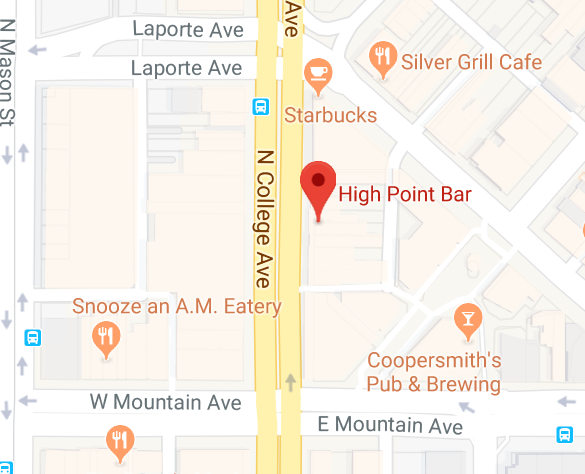 Ave
Laporte Ave
N Mason St
Laporte Ave
Silver Grill Cafe
Starbucks
N College Ave
High Point Bar
Snooze an A.M. Eatery
Coopersmith's
Pub & Brewing
W Mountain Ave
E Mountain Ave